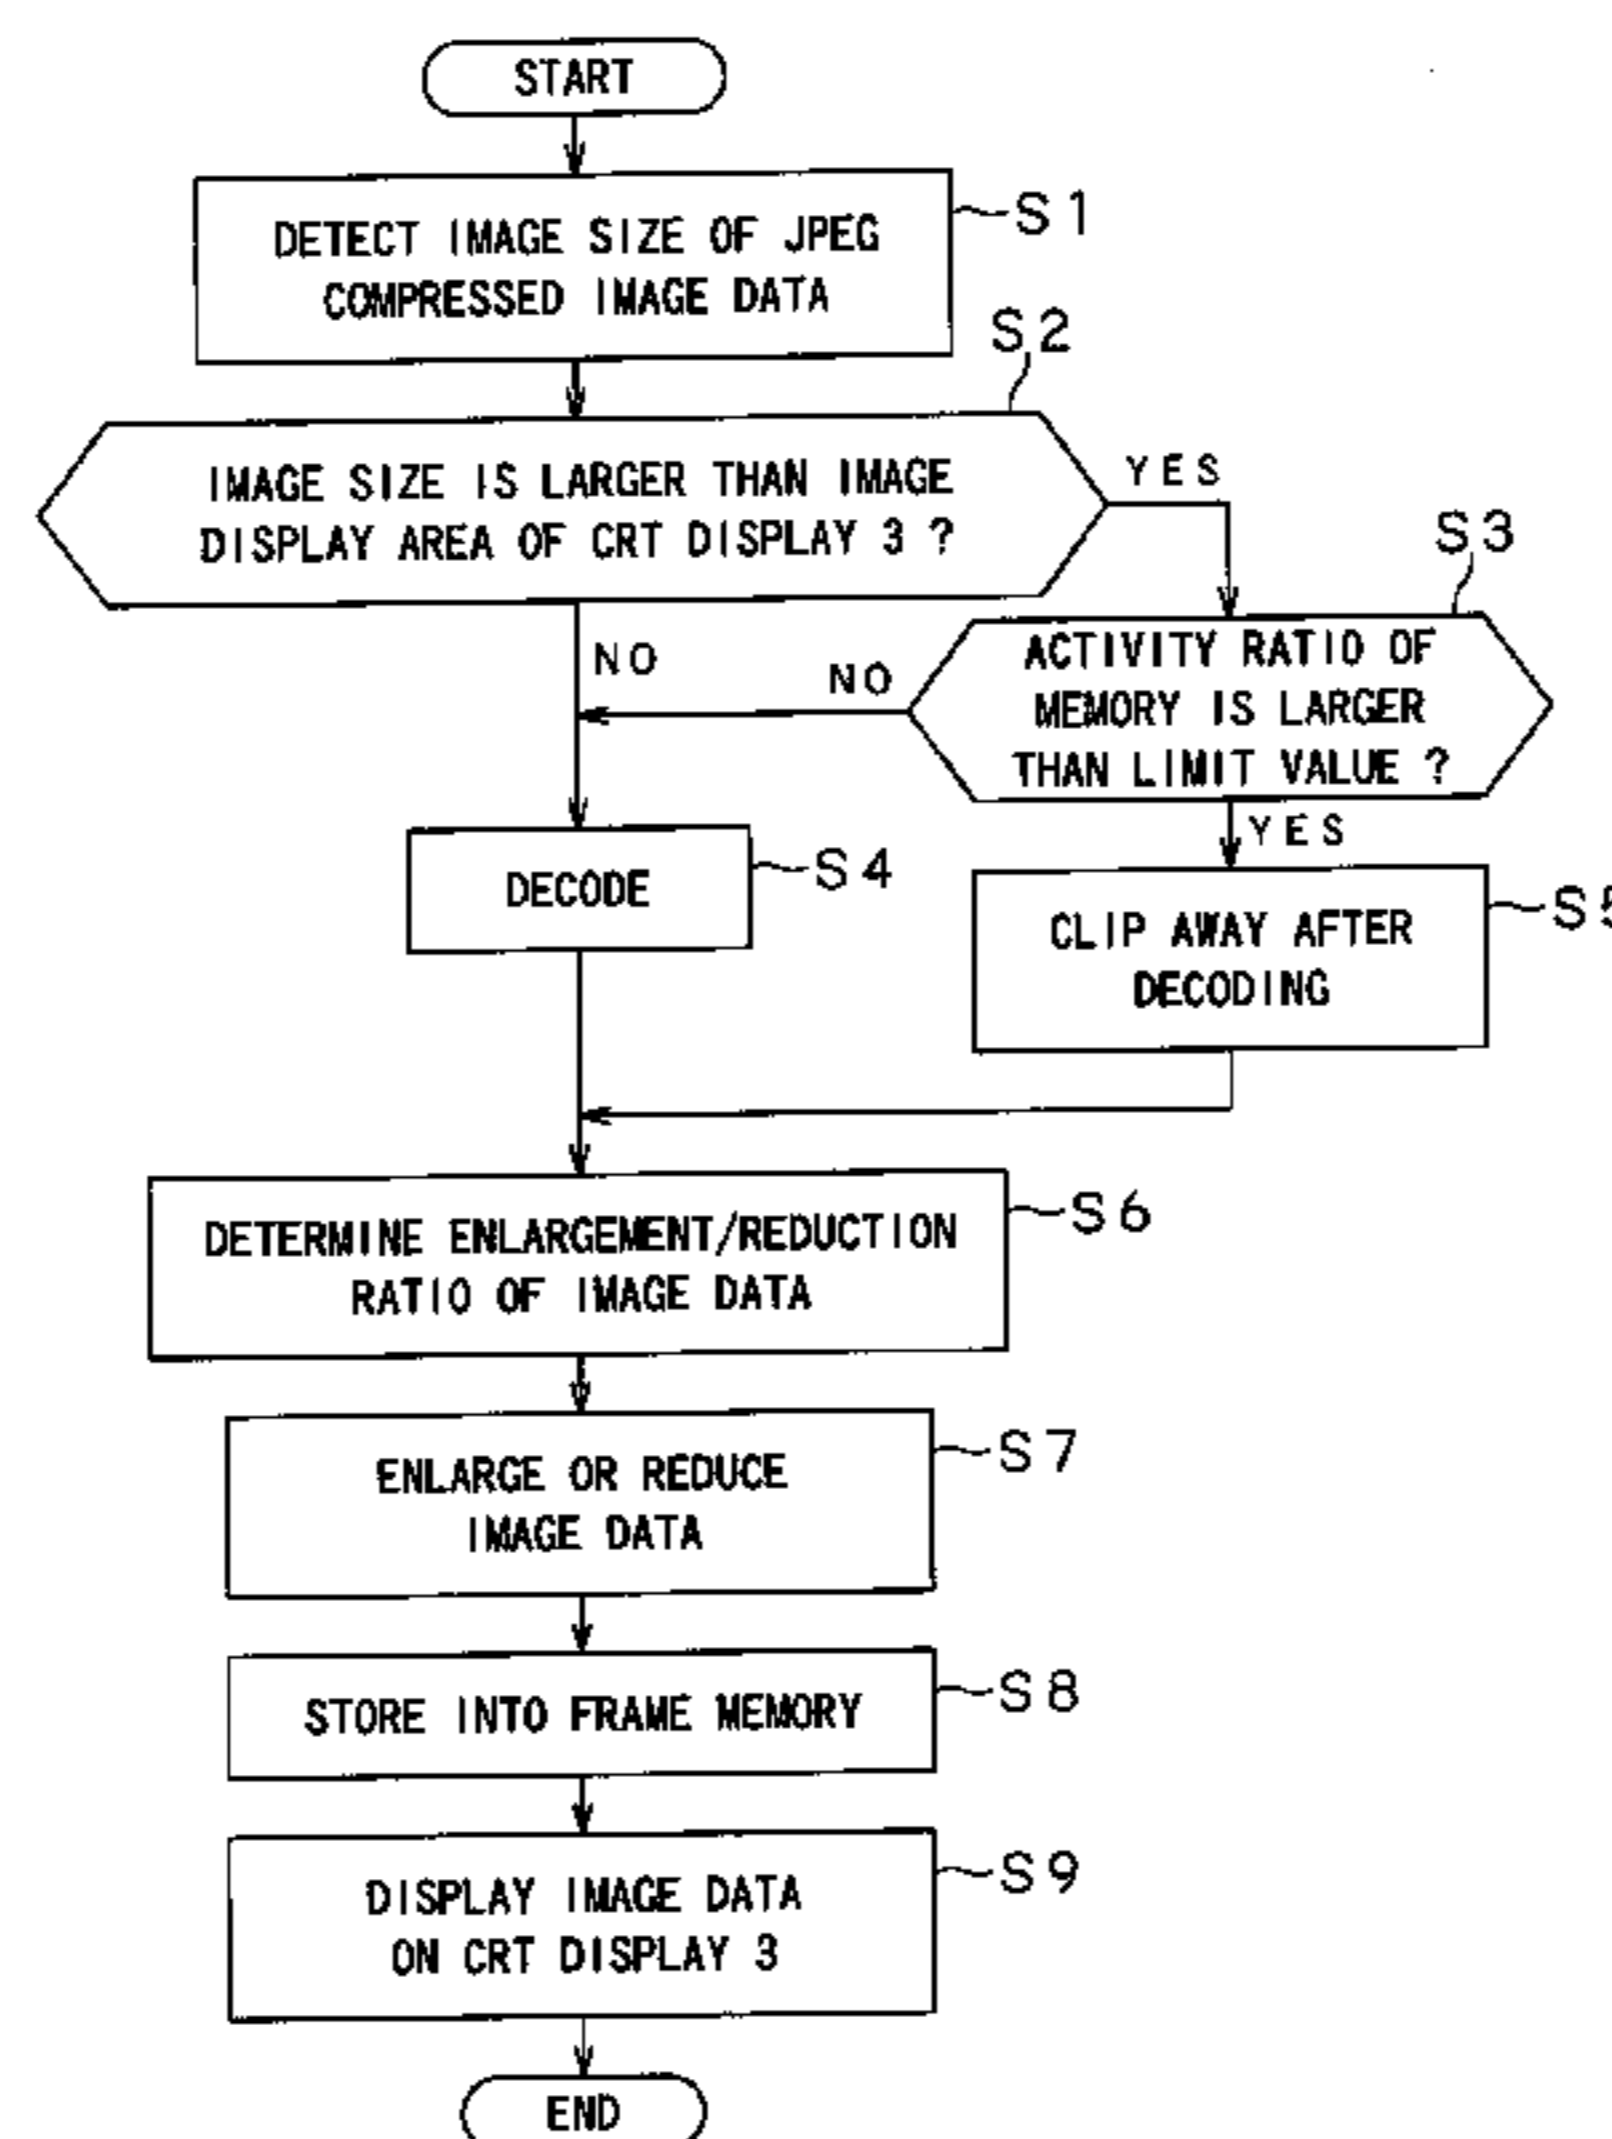 START
DETECT IMAGE SIZE OF JPEG
COMPRESSED IMAGE DATA
S1
S2
IMAGE SIZE IS LARGER THAN IMAGE
DISPLAY AREA OF CRT DISPLAY 3 ?
YES
S3
NO
NO
ACTIVITY RATIO OF
MEMORY IS LARGER
THAN LIMIT VALUE ?
YES
DECODE
S4
CLIP AWAY AFTER
DECODING
S5
DETERMINE ENLARGEMENT/REDUCTION
RATIO OF IMAGE DATA
S6
ENLARGE OR REDUCE
IMAGE DATA
S7
STORE INTO FRAME MEMORY
S8
DISPLAY IMAGE DATA
ON CRT DISPLAY 3
S9
END